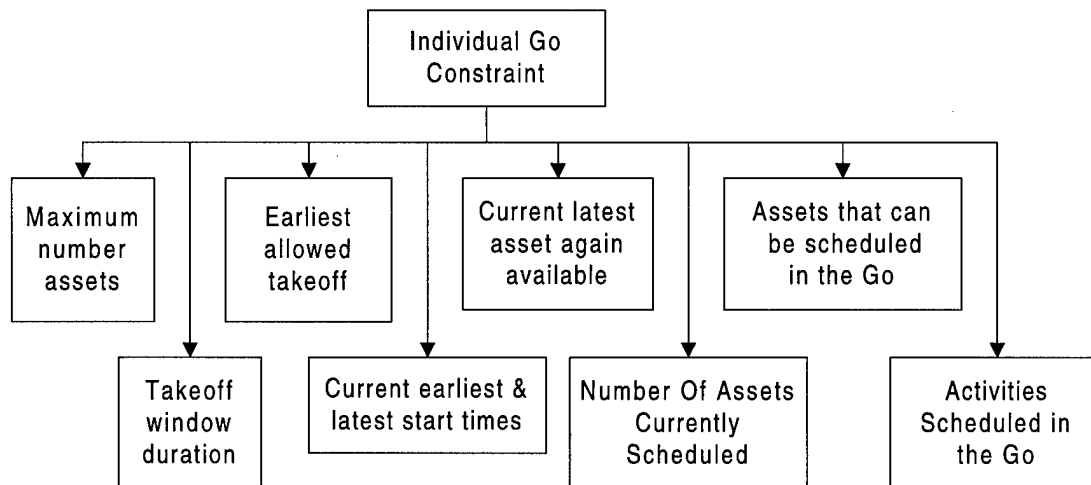 Individual Go
Constraint
Maximum
number
assets
Earliest
allowed
takeoff
Current latest
asset again
available
Assets that can
be scheduled
in the Go
Takeoff
window
duration
Current earliest &
latest start times
Number Of Assets
Currently
Scheduled
Activities
Scheduled in
the Go